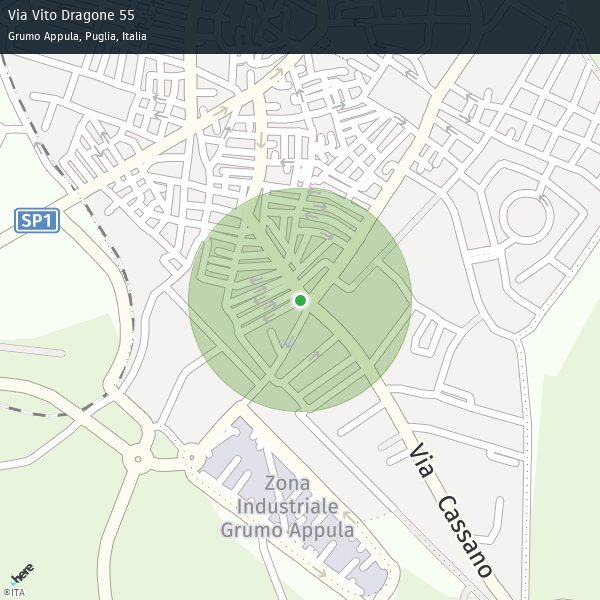 Via Vito Dragone 55
Grumo Appula, Puglia, Italia
SP1
Via Cassano
Zona
Industriale
Grumo Appula
here
©ITA